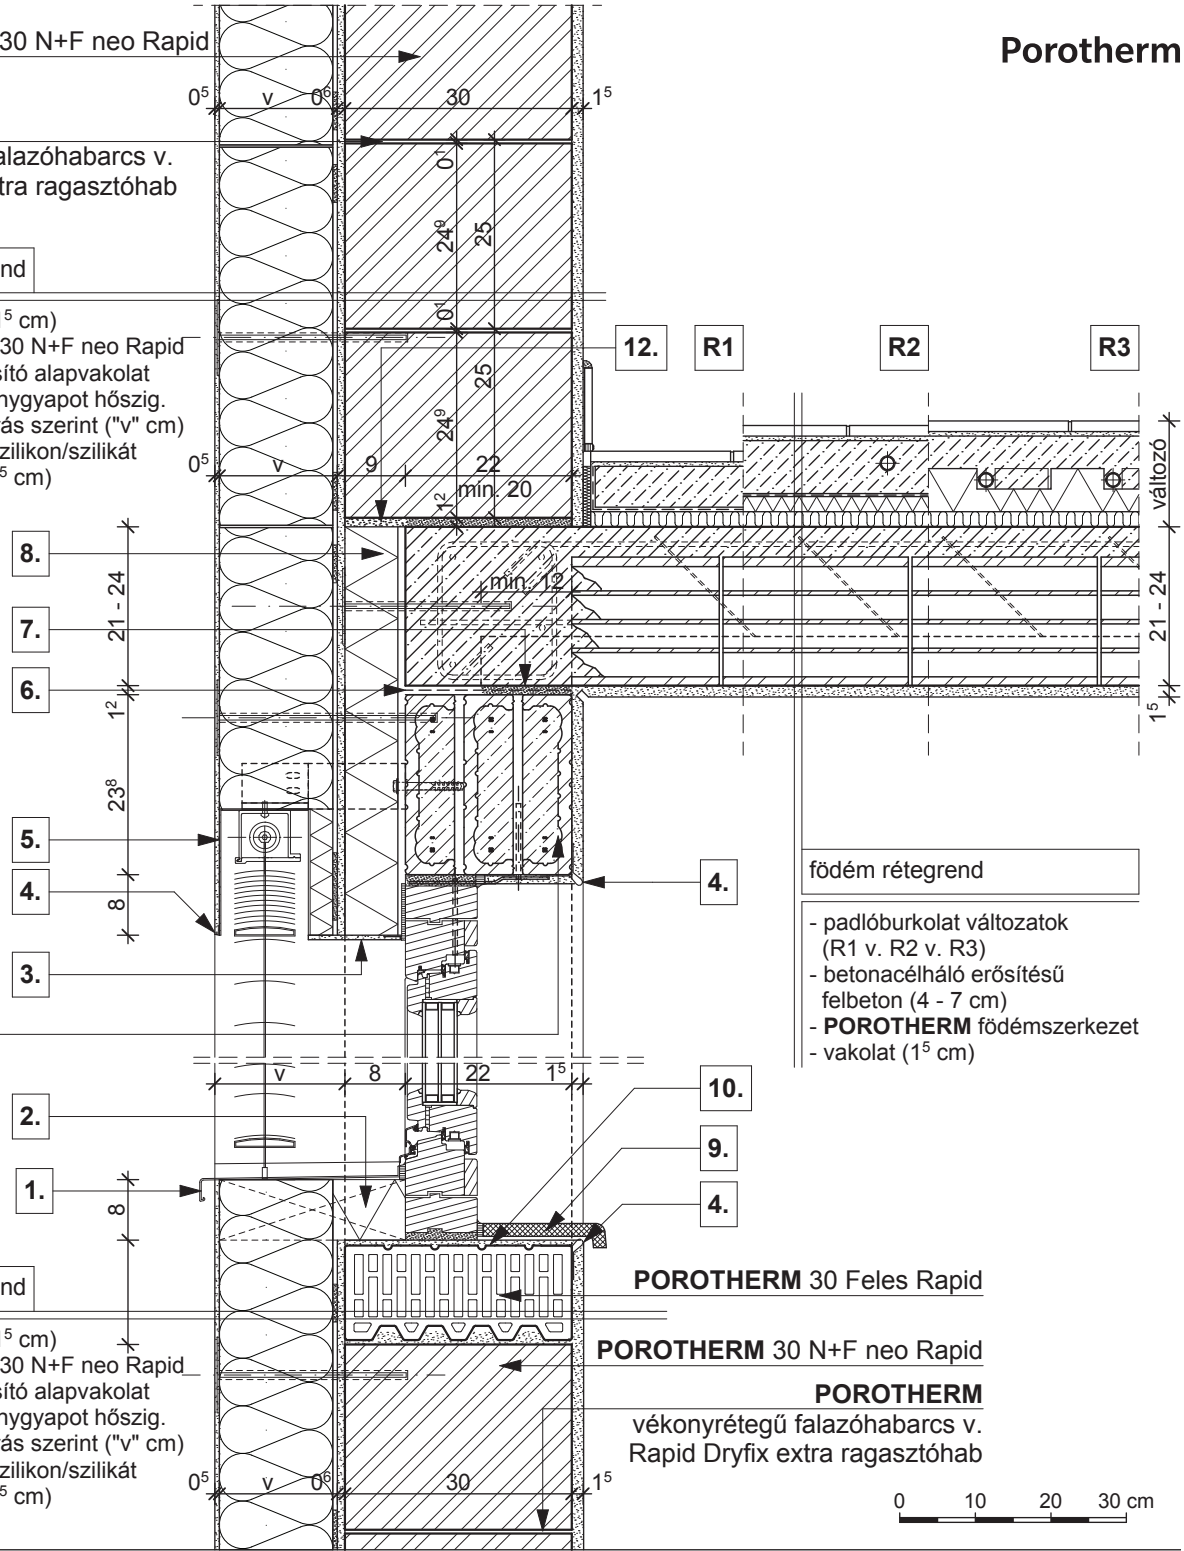 30 N+F neo Rapid
Porotherm
0⁵ v 0⁶ 30 1⁵
alazóhabarcs v.
tra ragasztóhab
0¹
24⁹
25
0¹
nd
⁵ cm)
30 N+F neo Rapid
sító alapvakolat
nygyapot hőszig.
rás szerint ("v" cm)
zilikon/szilikát
⁵ cm)
12.
R1
R2
R3
25
24⁹
0⁵ v 9 22
min. 20
1²
változó
8.
21 - 24
min. 12
21 - 24
7.
6.
1²
1⁵
23⁸
5.
4.
8
4.
3.
födém rétegrend
- padlóburkolat változatok
(R1 v. R2 v. R3)
- betonacélháló erősítésű
felbeton (4 - 7 cm)
- POROTHERM födémszerkezet
- vakolat (1⁵ cm)
v 8 22 1⁵
2.
10.
9.
1.
8
4.
nd
POROTHERM 30 Feles Rapid
⁵ cm)
30 N+F neo Rapid
sító alapvakolat
nygyapot hőszig.
rás szerint ("v" cm)
zilikon/szilikát
⁵ cm)
POROTHERM 30 N+F neo Rapid
POROTHERM
vékonyrétegű falazóhabarcs v.
Rapid Dryfix extra ragasztóhab
0⁵ v 0⁶ 30 1⁵
0 10 20 30 cm